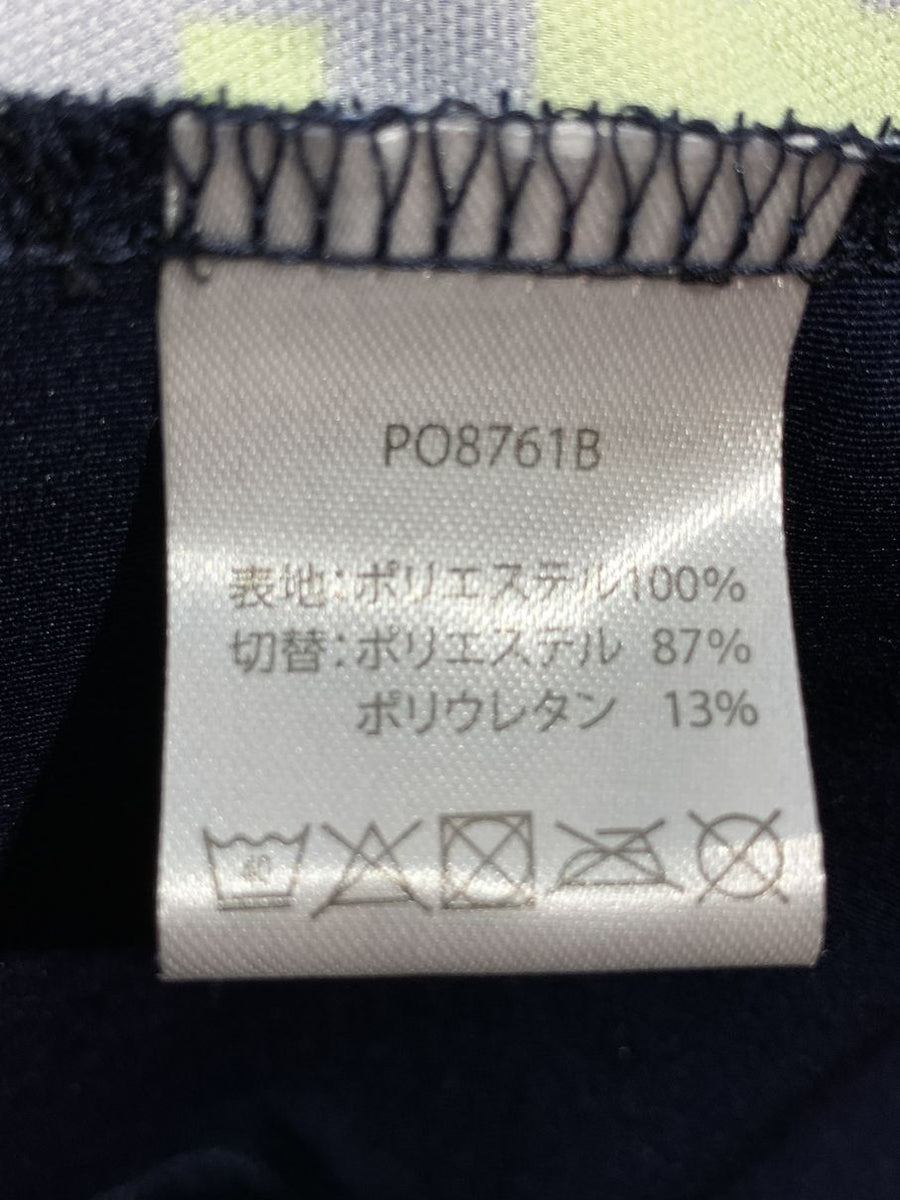 PO8761B
表地:ポリエステル100%
切替:ポリエステル 87%
ポリウレタン 13%
40